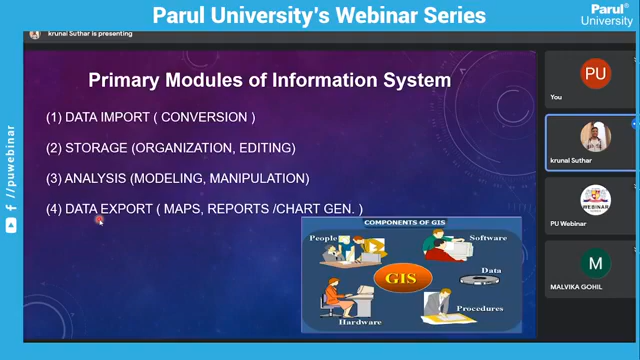 Parul University's Webinar Series
Parul®
University
krunal Suthar is presenting
Primary Modules of Information System
(1) DATA IMPORT ( CONVERSION )
(2) STORAGE (ORGANIZATION, EDITING)
(3) ANALYSIS (MODELING, MANIPULATION)
(4) DATA EXPORT ( MAPS, REPORTS /CHART GEN. )
COMPONENTS OF GIS
People
Software
GIS
Data
Hardware
Procedures
PU
You
krunal Suthar
WEBINAR
PU Webinar
M
MALVIKA GOHIL
f //puwebinar